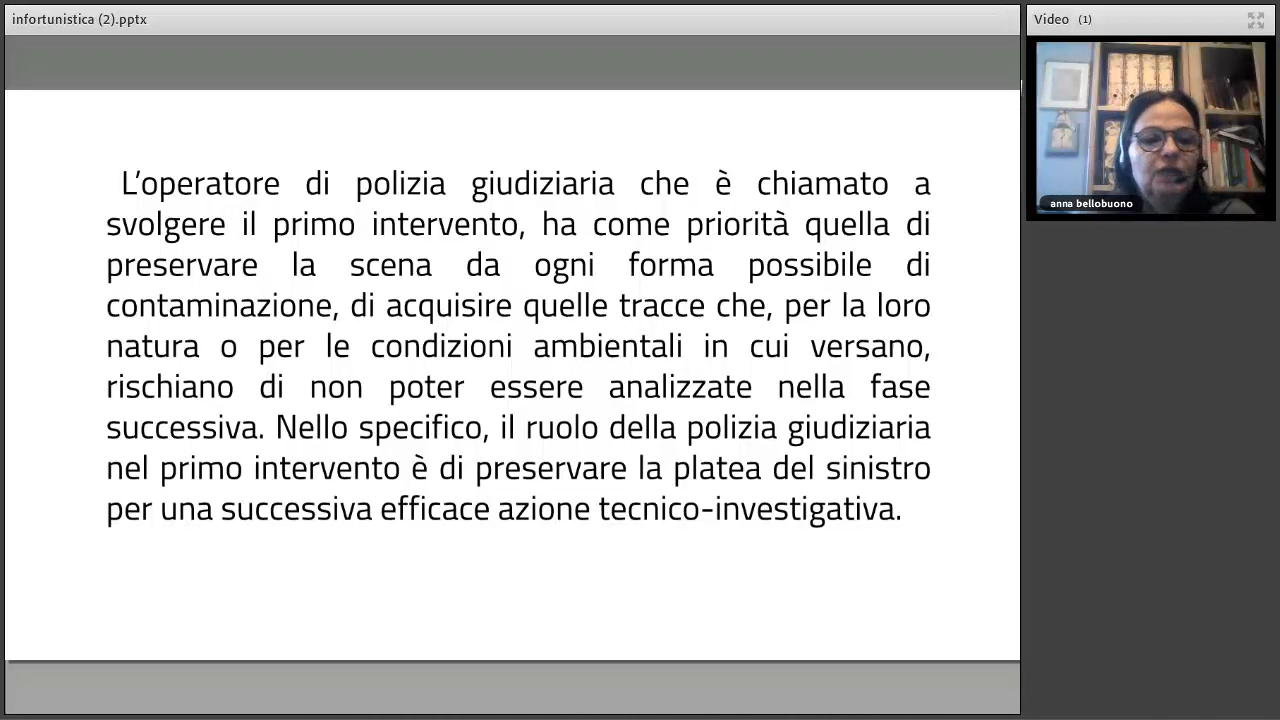 infortunistica (2).pptx
Video (1)
anna bellobuono
L’operatore di polizia giudiziaria che è chiamato a
svolgere il primo intervento, ha come priorità quella di
preservare la scena da ogni forma possibile di
contaminazione, di acquisire quelle tracce che, per la loro
natura o per le condizioni ambientali in cui versano,
rischiano di non poter essere analizzate nella fase
successiva. Nello specifico, il ruolo della polizia giudiziaria
nel primo intervento è di preservare la platea del sinistro
per una successiva efficace azione tecnico-investigativa.